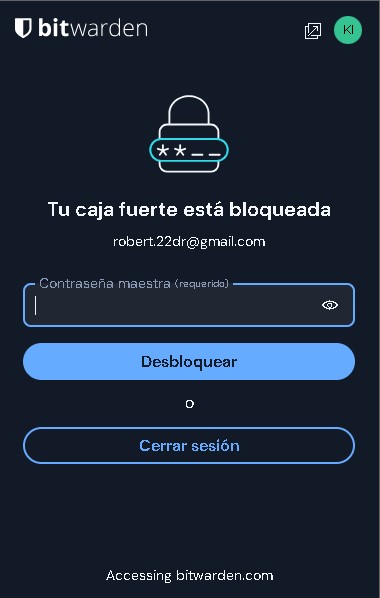 bitwarden
KI
Tu caja fuerte está bloqueada
robert.22dr@gmail.com
Contraseña maestra (requerido)
Desbloquear
o
Cerrar sesión
Accessing bitwarden.com